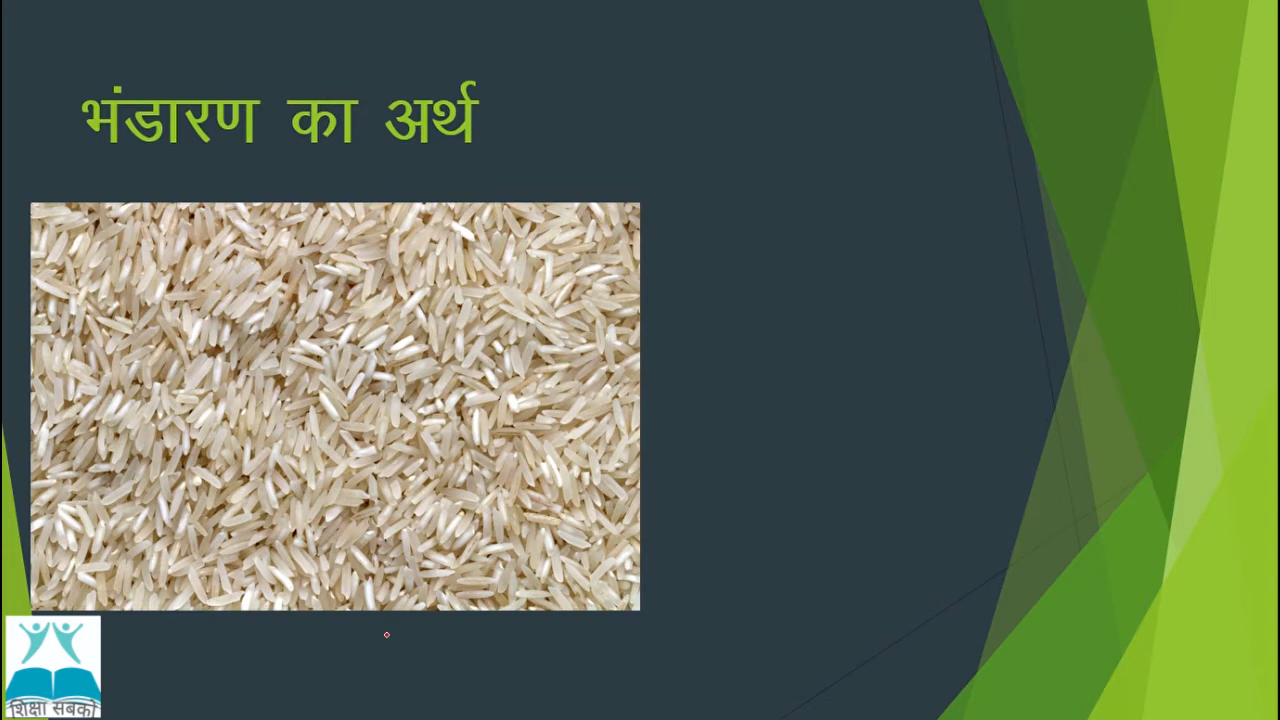 भंडारण का अर्थ
शिक्षा सबको